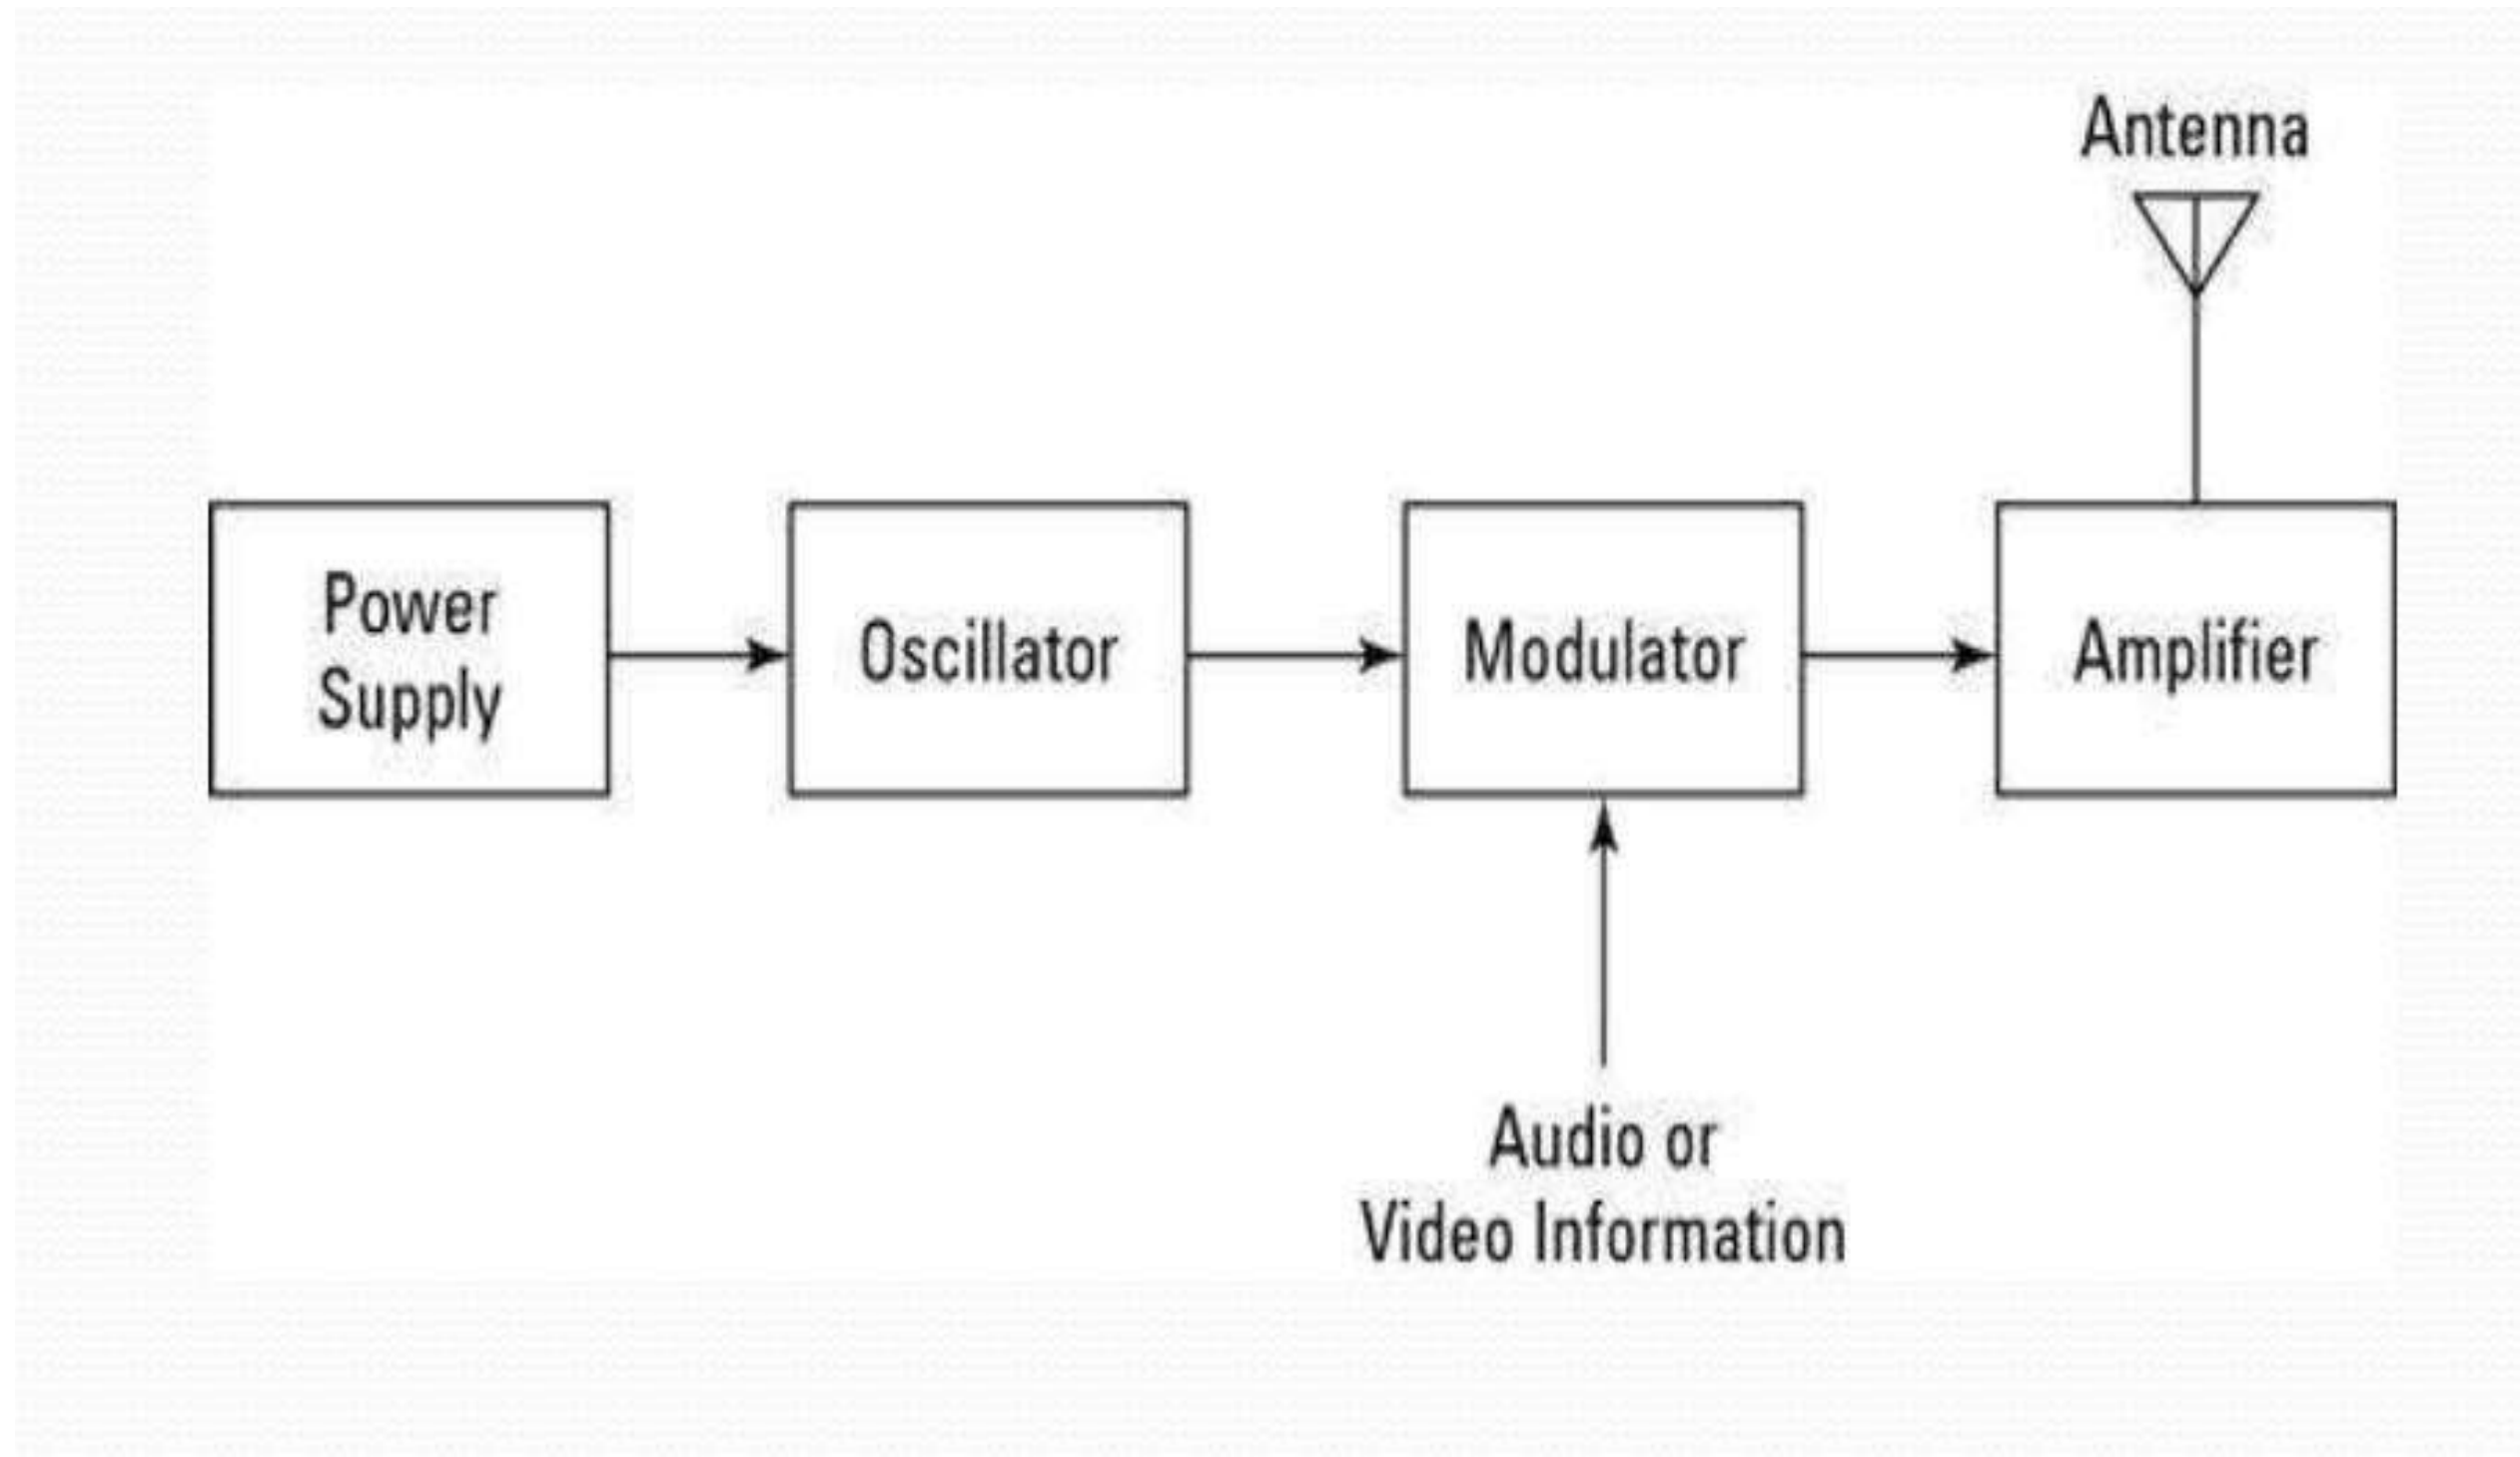 Antenna
Power
Supply
Oscillator
Modulator
Amplifier
Audio or
Video Information